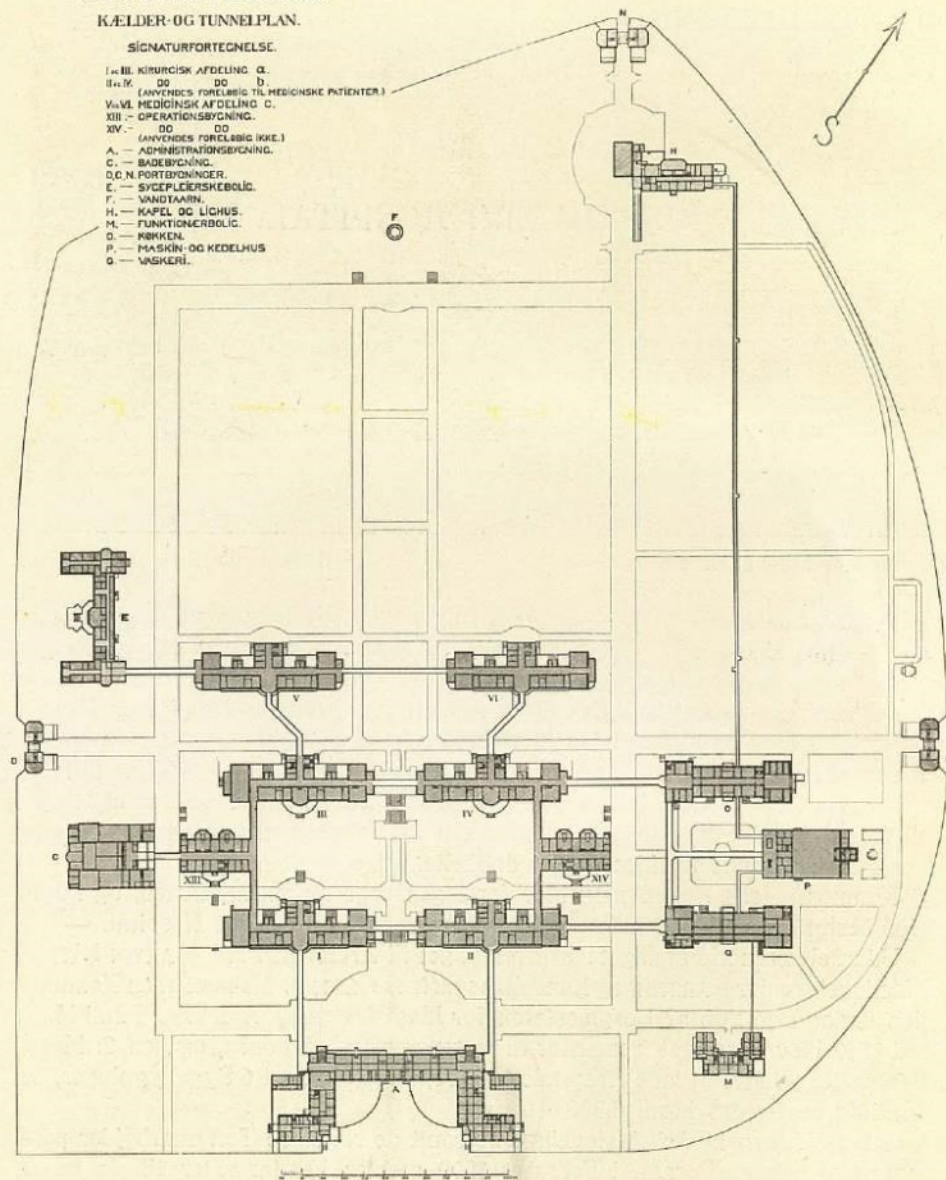 KÆLDER-OG TUNNELPLAN.
SIGNATURFORTEGNELSE.
I OG III. KIRURGISK AFDELING a.
II OG IV. DO DO b.
(ANVENDES FORELØBIG TIL MEDICINSKE PATIENTER.)
V OG VI. MEDICINSK AFDELING C.
XIII.- OPERATIONSBYGNING.
XIV.- DO DO
(ANVENDES FORELØBIG IKKE.)
A. — ADMINISTRATIONSBYGNING.
C. — BADEBYGNING.
PORTBYGNINGER.
E. — SYGEPLEIERSKEBOLIG.
F. — VANDTAARN.
H. — KAPEL OG LIGHUS.
M. — FUNKTIONÆRBOLIG.
O. — KØKKEN.
P. — MASKIN-OG KEDELHUS
G. — VASKERI.
N
S
H
F
E
V
VI
D
III
IV
O
C
XIII
XIV
P
I
II
G
M
A